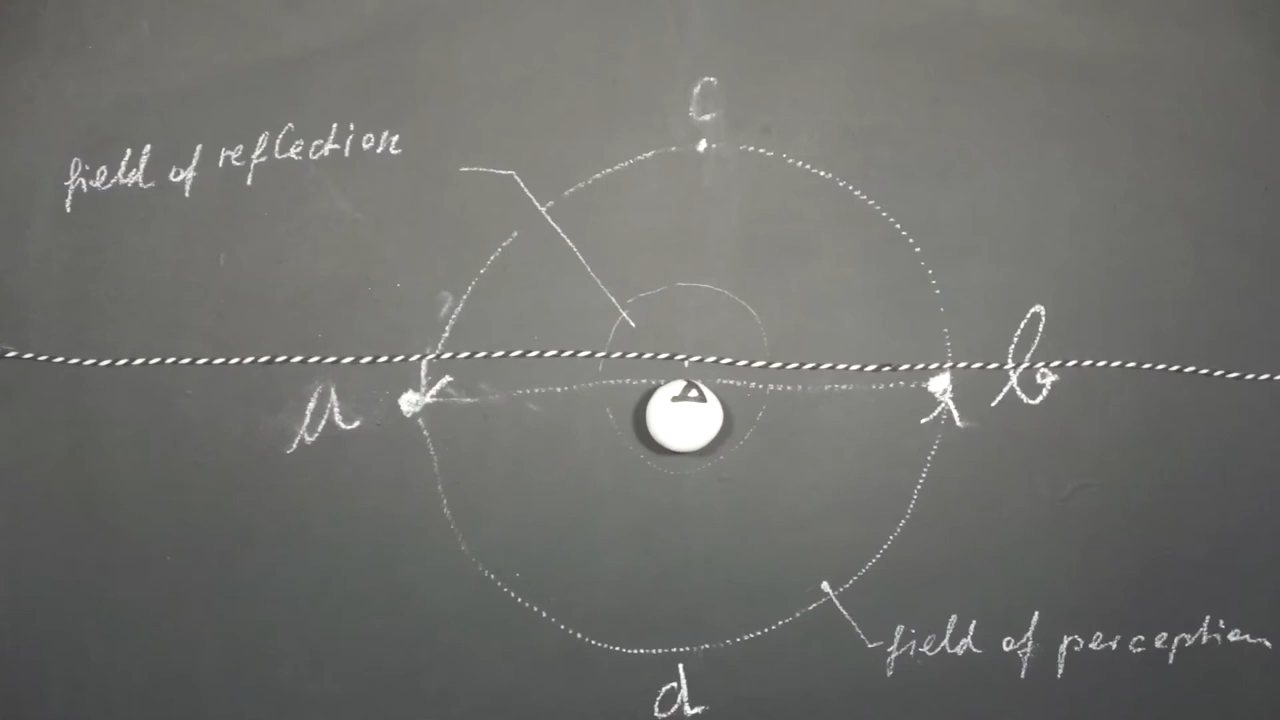 c
field of reflection
a
b
field of perception
d